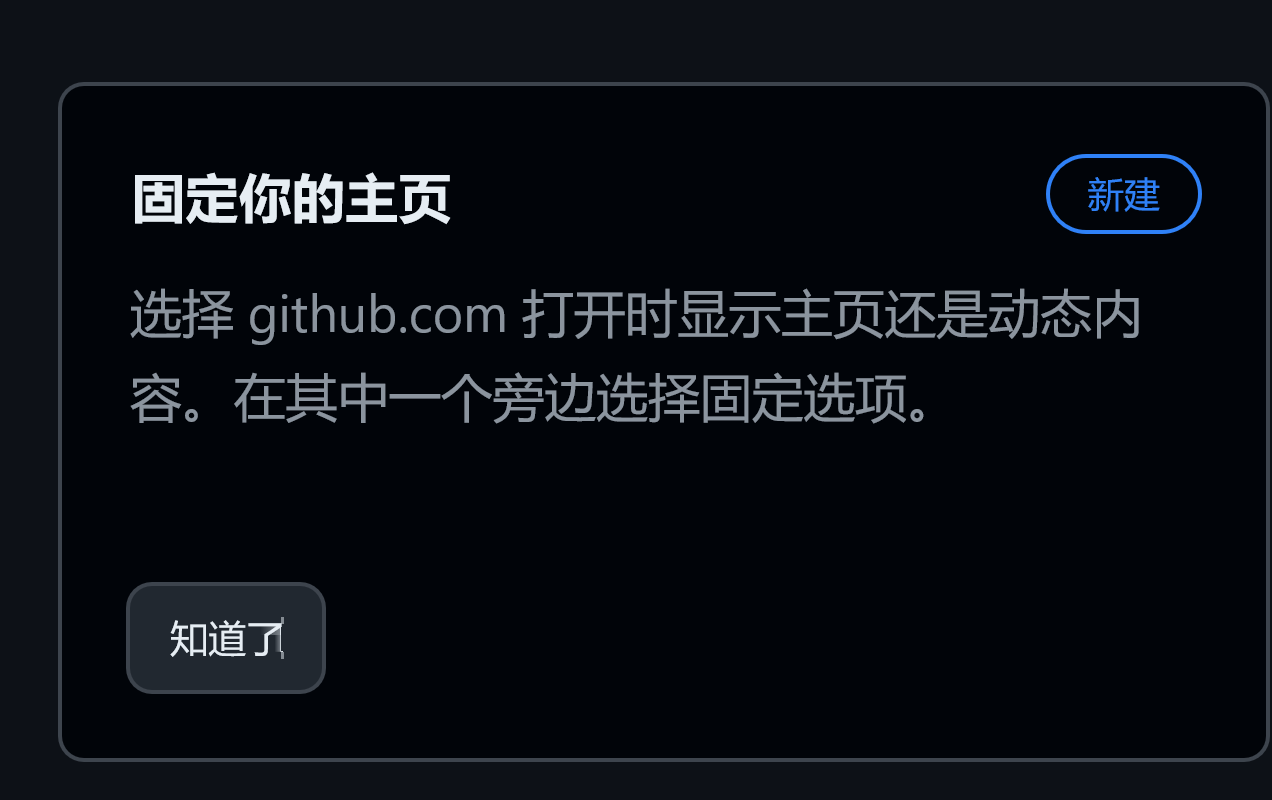 固定你的主页
新建
选择 github.com 打开时显示主页还是动态内
容。在其中一个旁边选择固定选项。
知道了